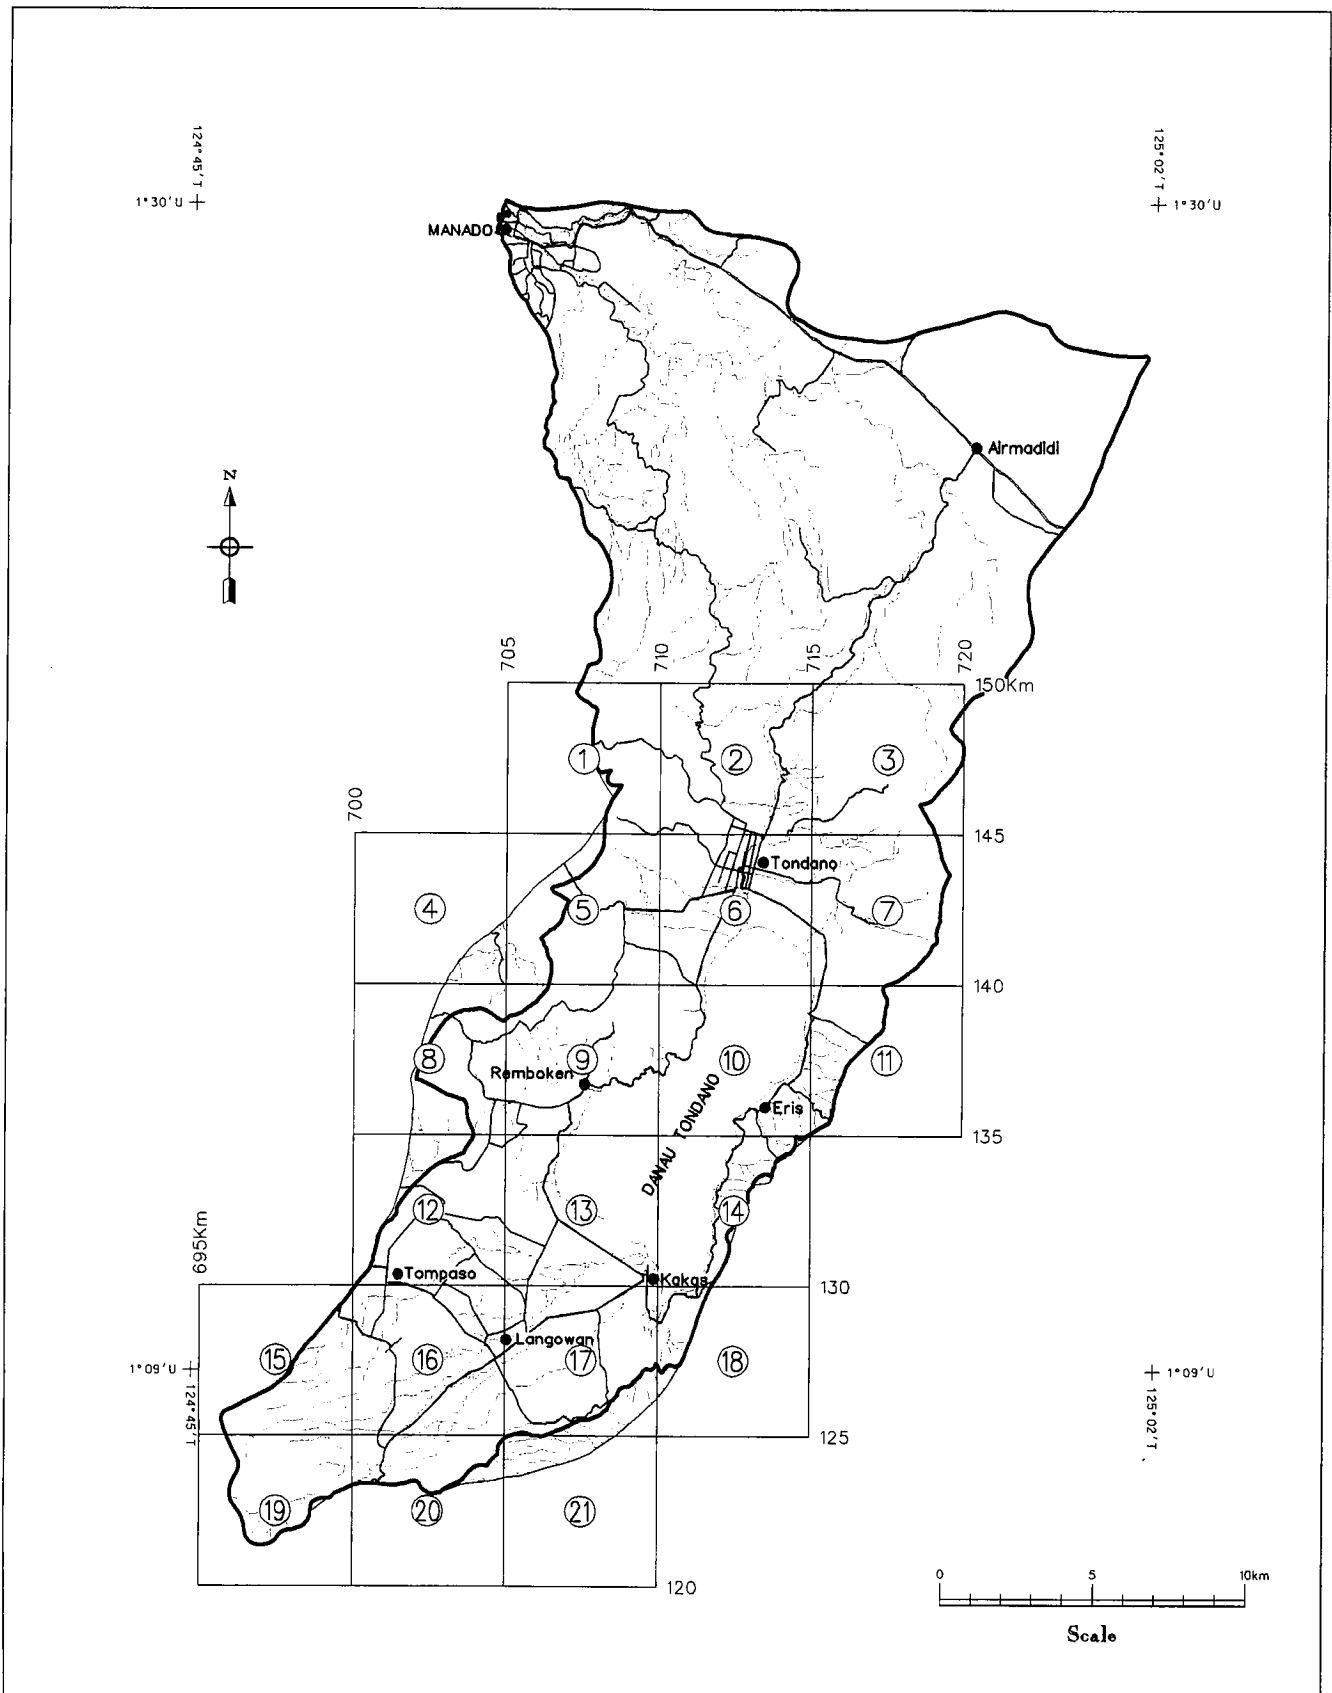 124°45'T
125°02'T
1°30'U
1°30'U
MANADO
Airmadidi
N
705
710
715
720
150Km
1
2
3
700
145
Tondano
4
5
6
7
140
8
9
10
11
Remboken
Eris
DANAU TONDANO
135
695Km
12
13
14
Tompaso
Kakas
130
Langowan
15
16
17
18
1°09'U
1°09'U
124°45'T
125°02'T
125
19
20
21
120
0 5 10km
Scale